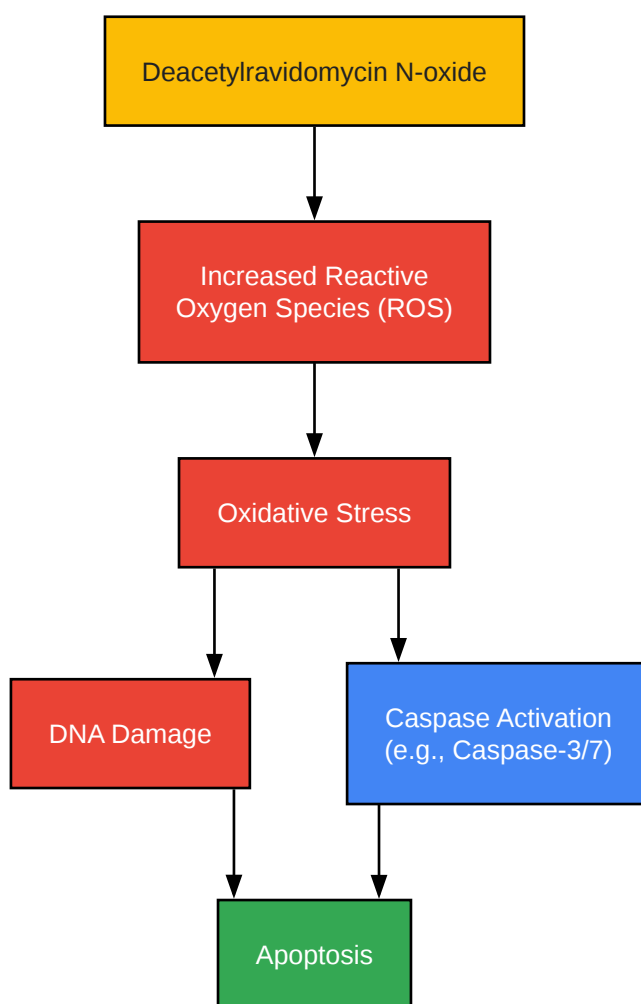 Deacetylravidomycin N-oxide
Increased Reactive
Oxygen Species (ROS)
Oxidative Stress
DNA Damage
Caspase Activation
(e.g., Caspase-3/7)
Apoptosis